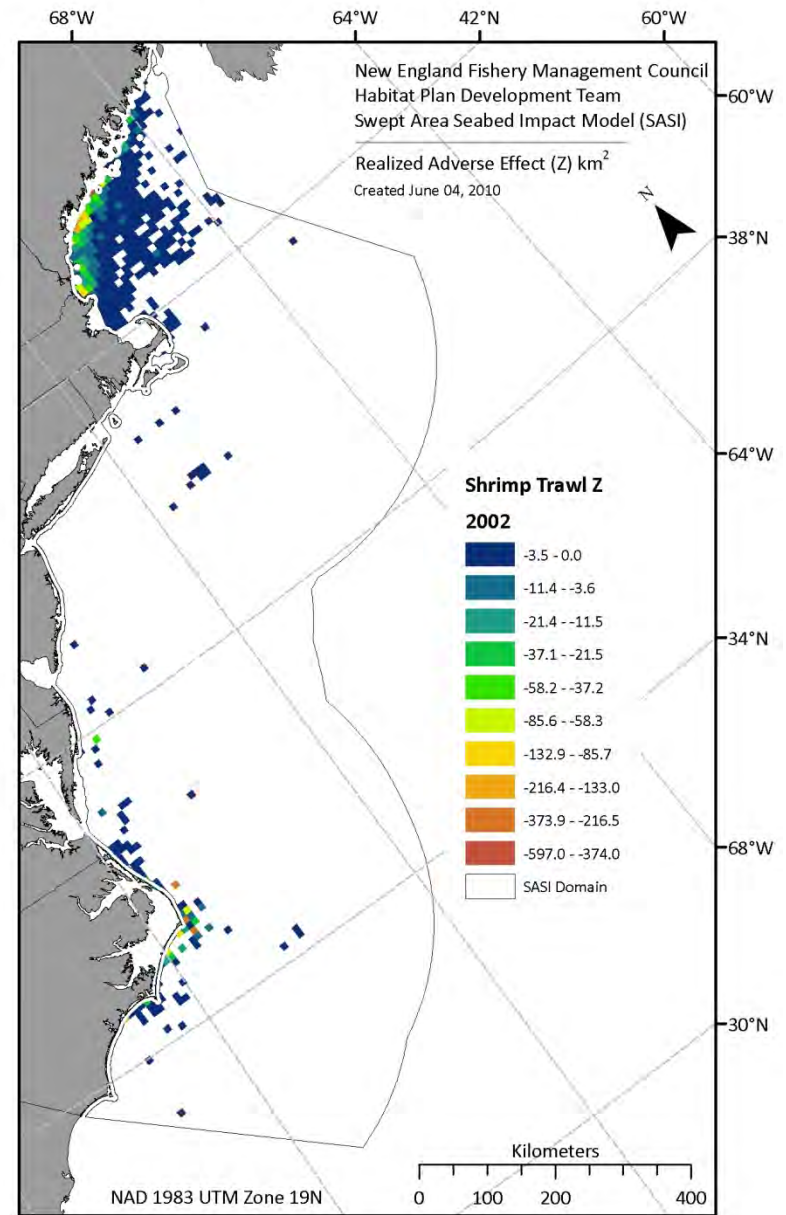 68°W
64°W
42°N
60°W
New England Fishery Management Council
Habitat Plan Development Team
Swept Area Seabed Impact Model (SASI)
Realized Adverse Effect (Z) km²
Created June 04, 2010
N
60°W
38°N
64°W
34°N
68°W
30°N
Shrimp Trawl Z
2002
-3.5 - 0.0
-11.4 - -3.6
-21.4 - -11.5
-37.1 - -21.5
-58.2 - -37.2
-85.6 - -58.3
-132.9 - -85.7
-216.4 - -133.0
-373.9 - -216.5
-597.0 - -374.0
SASI Domain
Kilometers
0 100 200 400
NAD 1983 UTM Zone 19N